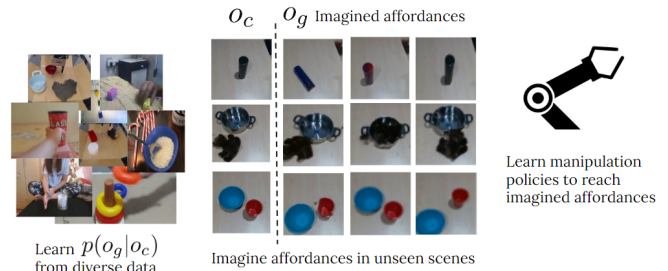 o_c o_g Imagined affordances
Learn p(o_g|o_c)
from diverse data
Imagine affordances in unseen scenes
Learn manipulation
policies to reach
imagined affordances